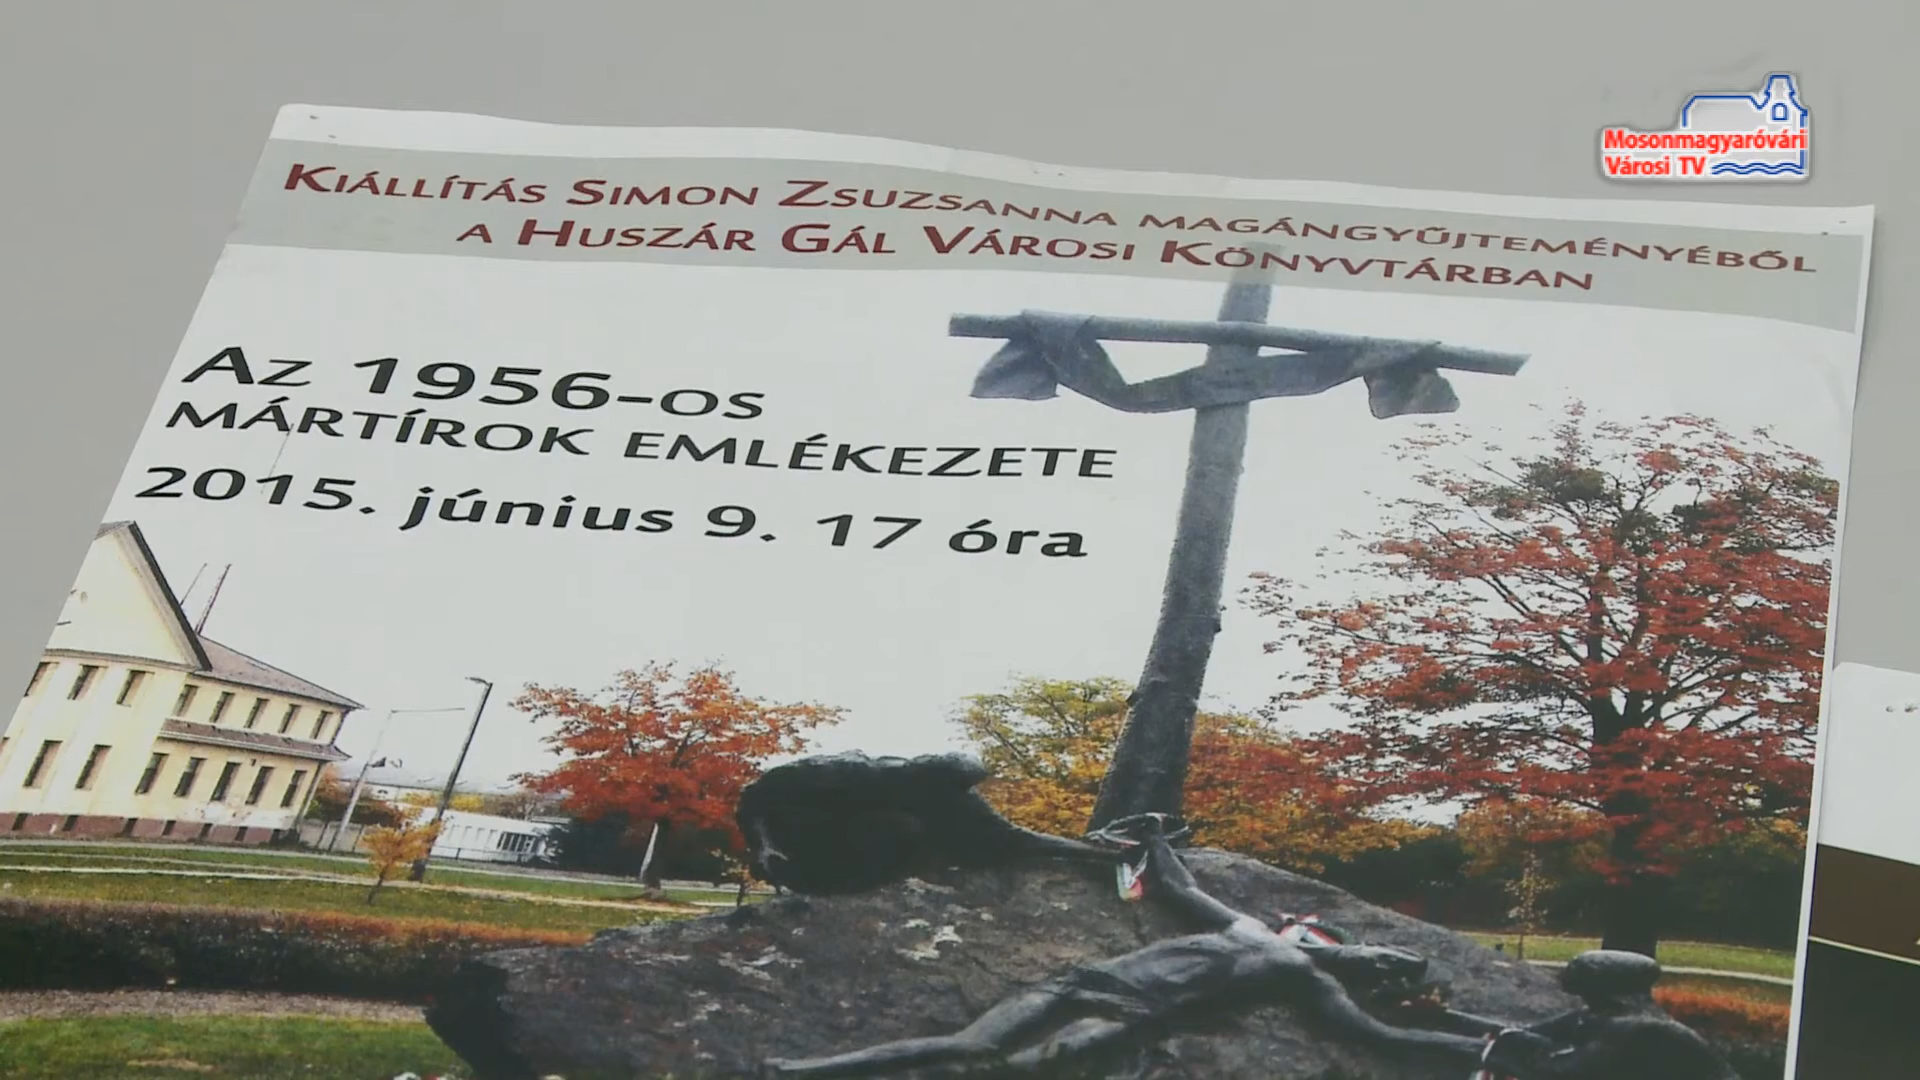 Mosonmagyaróvári
Városi TV
Kiállítás Simon Zsuzsanna magángyűjteményéből
a Huszár Gál Városi Könyvtárban
Az 1956-os
mártírok emlékezete
2015. június 9. 17 óra